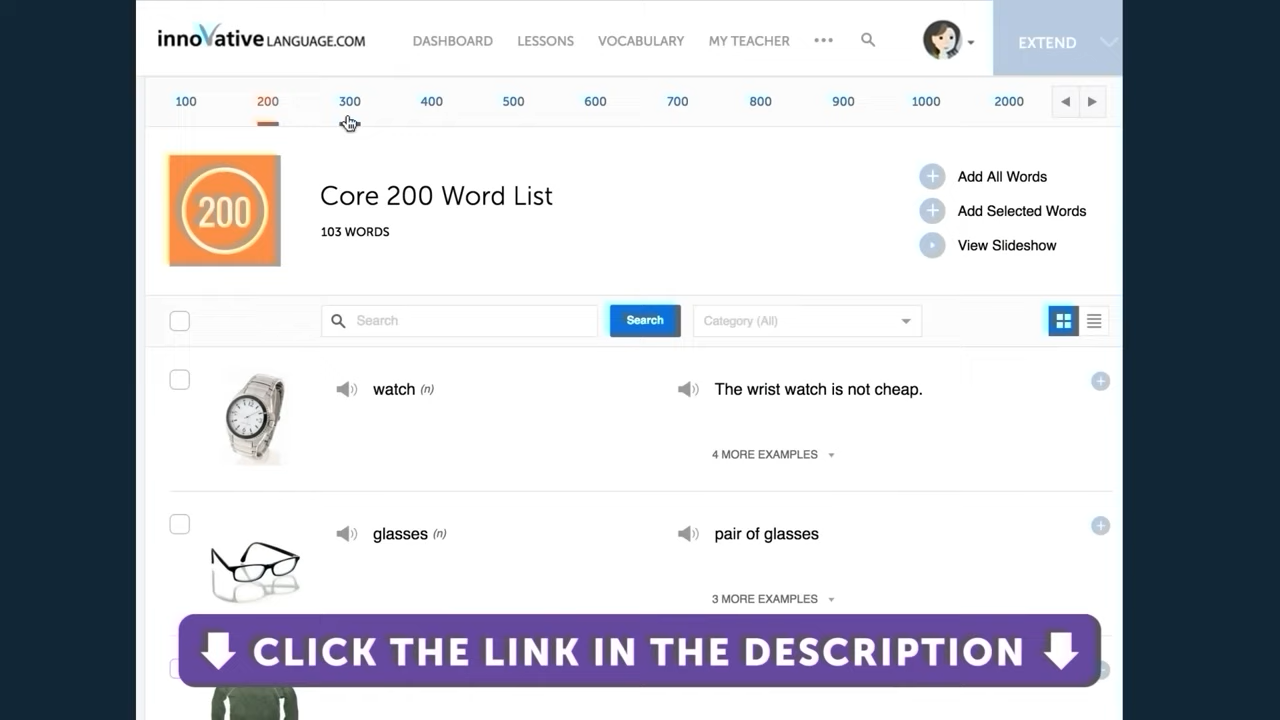 innoVative LANGUAGE.COM
DASHBOARD LESSONS VOCABULARY MY TEACHER ••• EXTEND
100 200 300 400 500 600 700 800 900 1000 2000
200
Core 200 Word List
103 WORDS
Add All Words
Add Selected Words
View Slideshow
Search Search Category (All)
watch (n) The wrist watch is not cheap.
4 MORE EXAMPLES
glasses (n) pair of glasses
3 MORE EXAMPLES
CLICK THE LINK IN THE DESCRIPTION